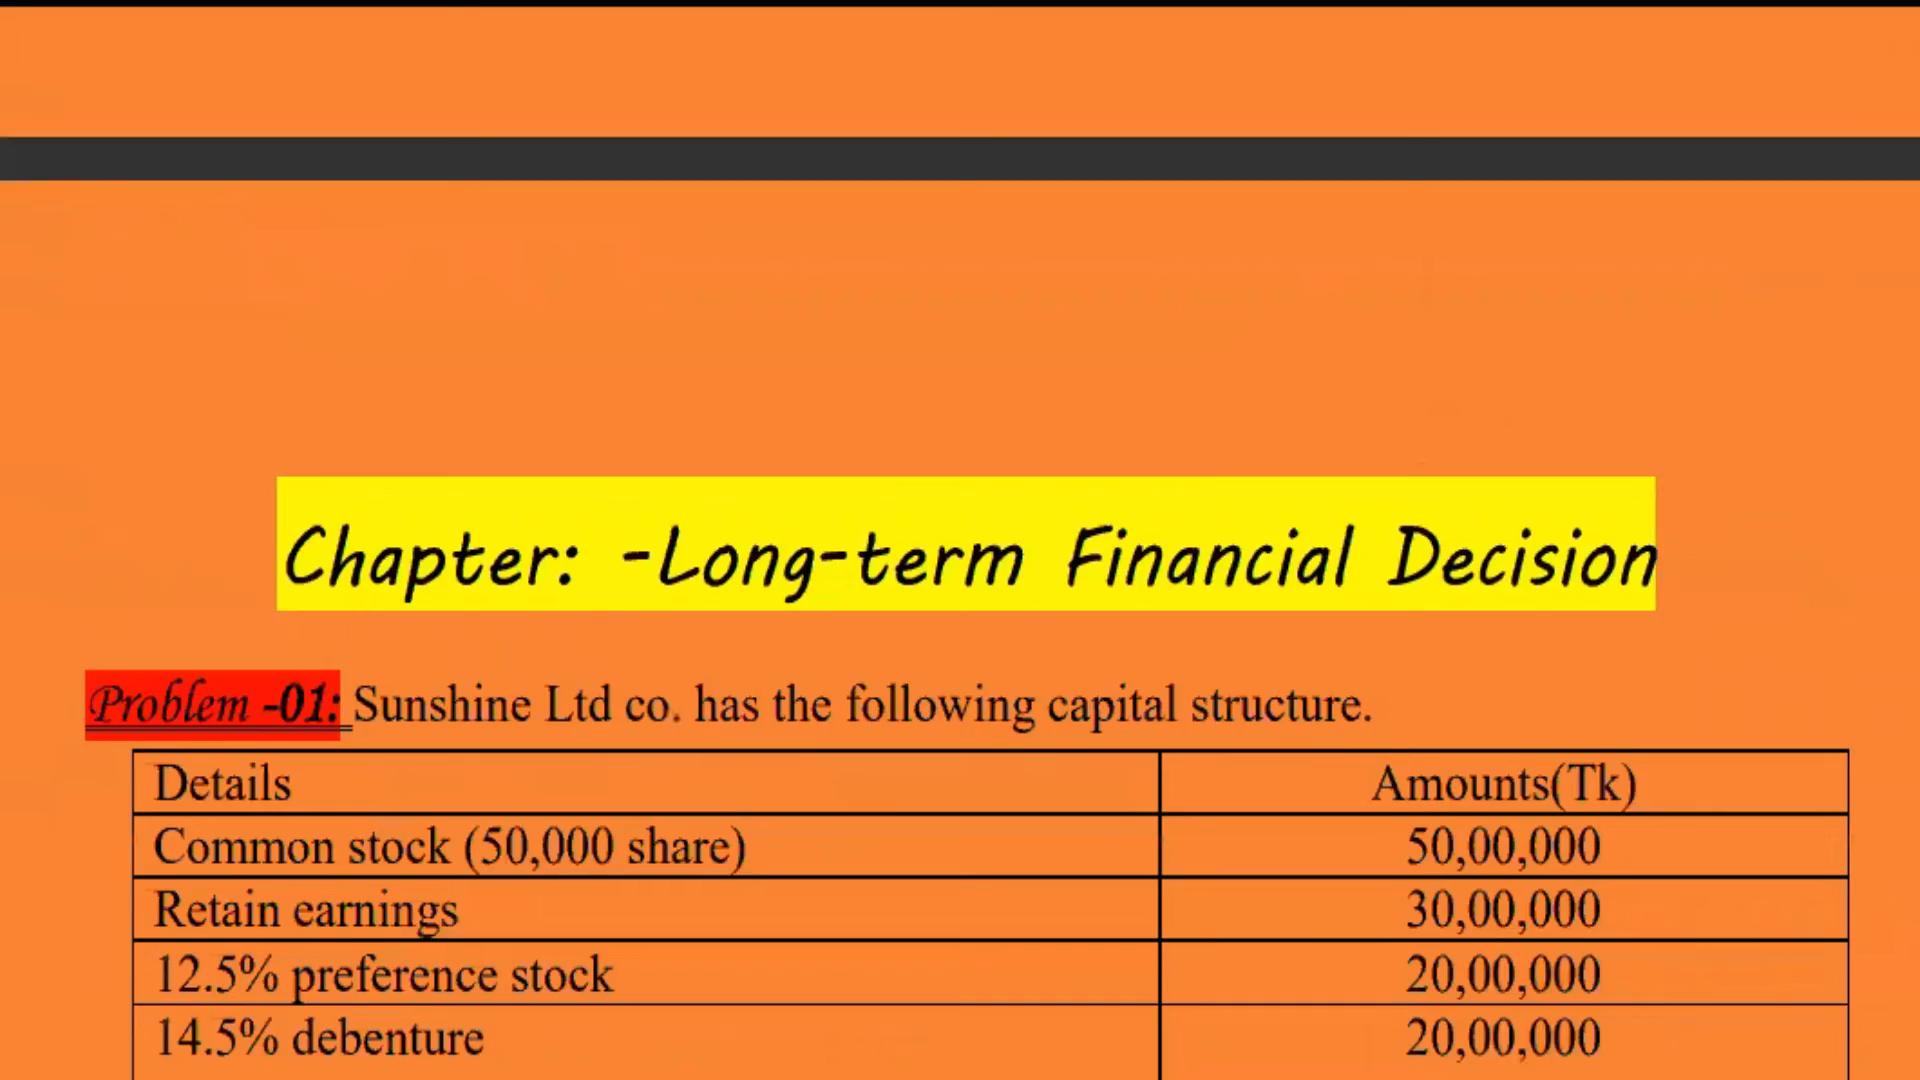 Chapter: -Long-term Financial Decision
Problem -01: Sunshine Ltd co. has the following capital structure.
Details Amounts(Tk)
Common stock (50,000 share) 50,00,000
Retain earnings 30,00,000
12.5% preference stock 20,00,000
14.5% debenture 20,00,000